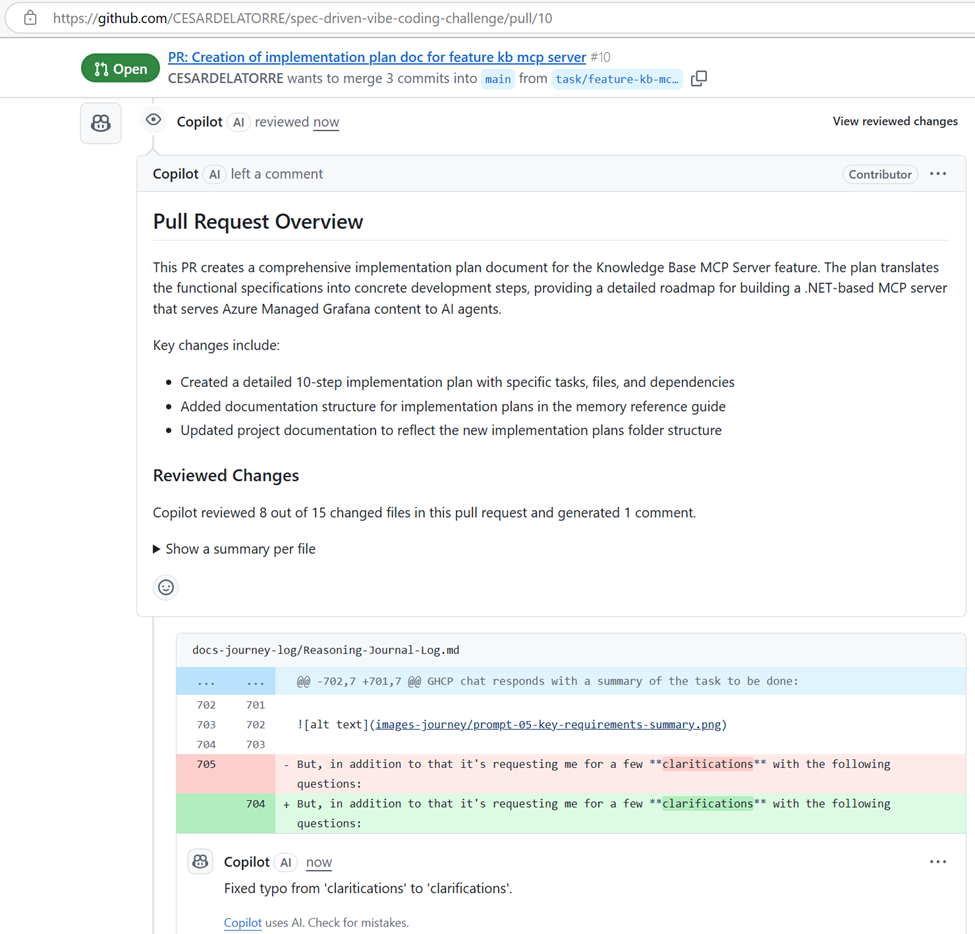 https://github.com/CESARDELATORRE/spec-driven-vibe-coding-challenge/pull/10
Open
PR: Creation of implementation plan doc for feature kb mcp server #10
CESARDELATORRE wants to merge 3 commits into main from task/feature-kb-mc…
Copilot AI reviewed now
View reviewed changes
Copilot AI left a comment
Contributor
Pull Request Overview
This PR creates a comprehensive implementation plan document for the Knowledge Base MCP Server feature. The plan translates
the functional specifications into concrete development steps, providing a detailed roadmap for building a .NET-based MCP server
that serves Azure Managed Grafana content to AI agents.
Key changes include:
• Created a detailed 10-step implementation plan with specific tasks, files, and dependencies
• Added documentation structure for implementation plans in the memory reference guide
• Updated project documentation to reflect the new implementation plans folder structure
Reviewed Changes
Copilot reviewed 8 out of 15 changed files in this pull request and generated 1 comment.
Show a summary per file
docs-journey-log/Reasoning-Journal-Log.md
... ... @@ -702,7 +701,7 @@ GHCP chat responds with a summary of the task to be done:
702 701
703 702 ![alt text](images-journey/prompt-05-key-requirements-summary.png)
704 703
705 - But, in addition to that it's requesting me for a few **claritications** with the following
questions:
704 + But, in addition to that it's requesting me for a few **clarifications** with the following
questions:
Copilot AI now
Fixed typo from 'claritications' to 'clarifications'.
Copilot uses AI. Check for mistakes.